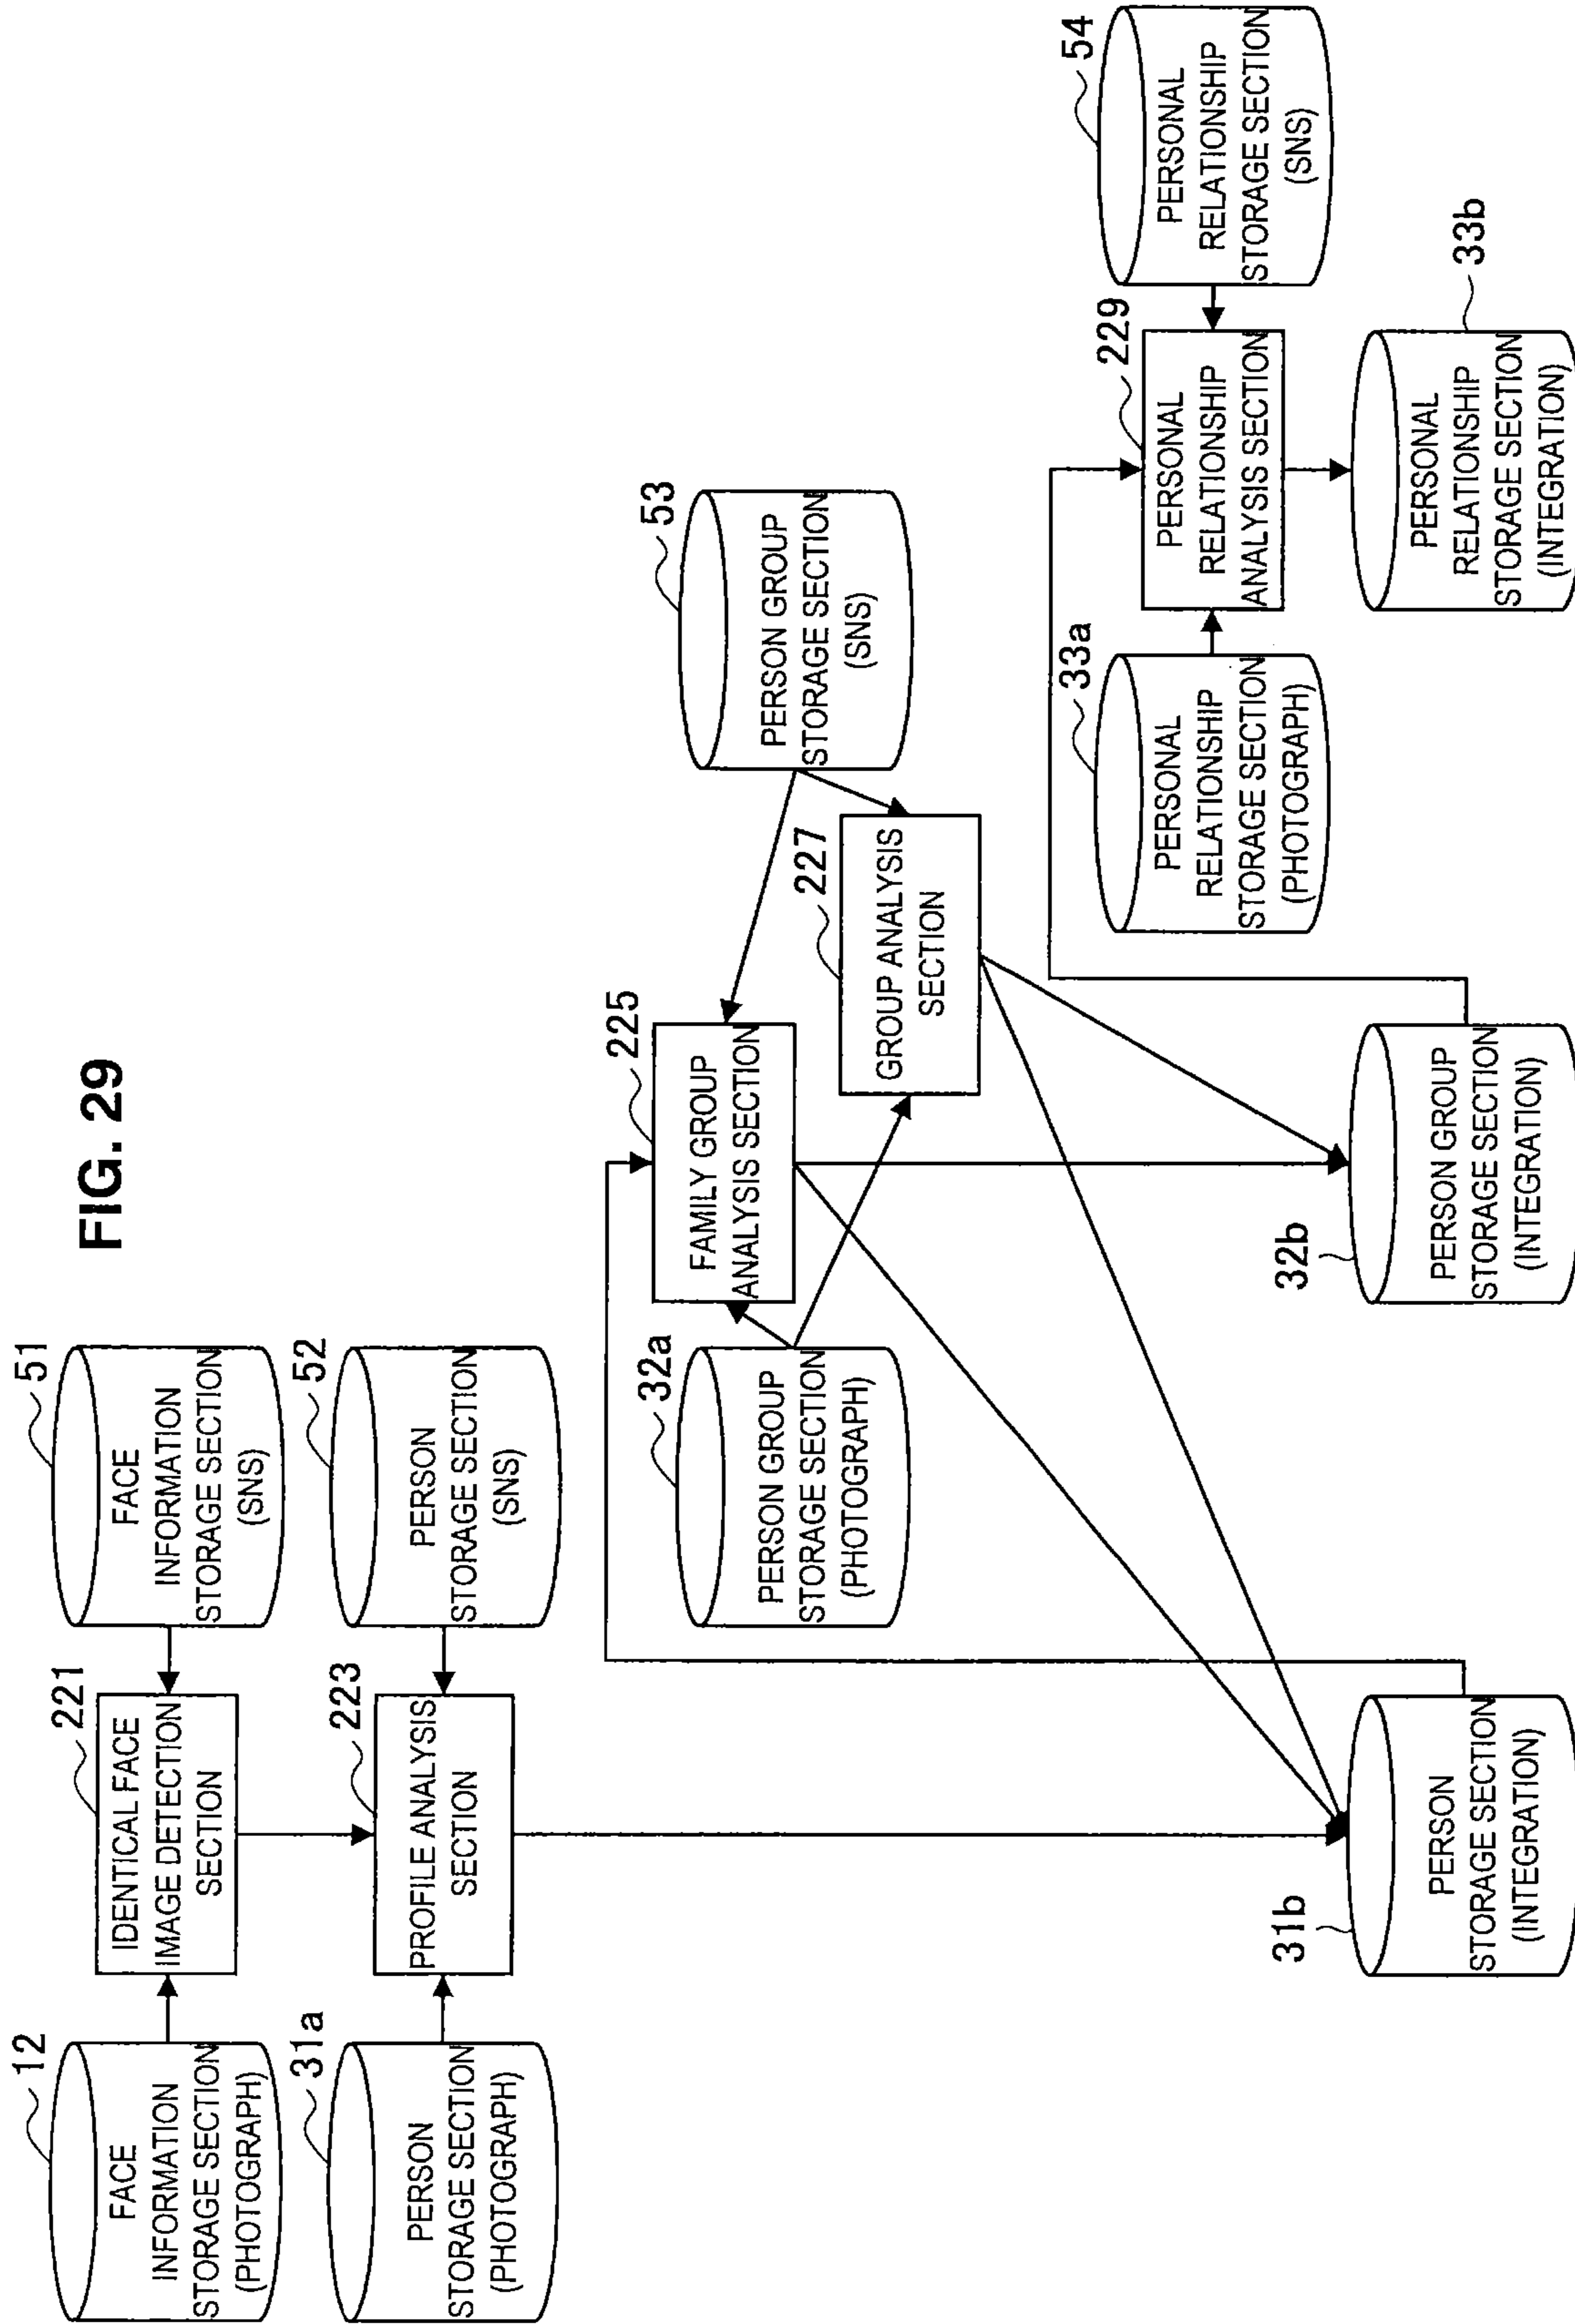 FIG. 29
12
FACE
INFORMATION
STORAGE SECTION
(PHOTOGRAPH)
221
IDENTICAL FACE
IMAGE DETECTION
SECTION
51
FACE
INFORMATION
STORAGE SECTION
(SNS)
31a
PERSON
STORAGE SECTION
(PHOTOGRAPH)
223
PROFILE ANALYSIS
SECTION
52
PERSON
STORAGE SECTION
(SNS)
32a
PERSON GROUP
STORAGE SECTION
(PHOTOGRAPH)
225
FAMILY GROUP
ANALYSIS SECTION
227
GROUP ANALYSIS
SECTION
53
PERSON GROUP
STORAGE SECTION
(SNS)
33a
PERSONAL
RELATIONSHIP
STORAGE SECTION
(PHOTOGRAPH)
229
PERSONAL
RELATIONSHIP
ANALYSIS SECTION
54
PERSONAL
RELATIONSHIP
STORAGE SECTION
(SNS)
31b
PERSON
STORAGE SECTION
(INTEGRATION)
32b
PERSON GROUP
STORAGE SECTION
(INTEGRATION)
33b
PERSONAL
RELATIONSHIP
STORAGE SECTION
(INTEGRATION)